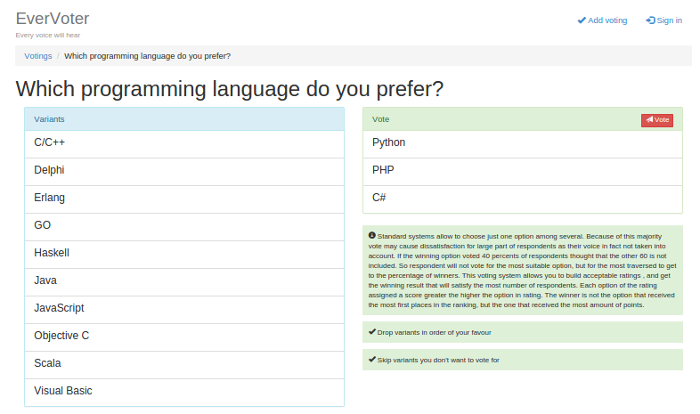 EverVoter
Every voice will hear
Add voting
Sign in
Votings / Which programming language do you prefer?
Which programming language do you prefer?
Variants
C/C++
Delphi
Erlang
GO
Haskell
Java
JavaScript
Objective C
Scala
Visual Basic
Vote
Vote
Python
PHP
C#
Standard systems allow to choose just one option among several. Because of this majority
vote may cause dissatisfaction for large part of respondents as their voice in fact not taken into
account. If the winning option voted 40 percents of respondents thought that the other 60 is not
included. So respondent will not vote for the most suitable option, but for the most traversed to get
to the percentage of winners. This voting system allows you to build acceptable ratings , and get
the winning result that will satisfy the most number of respondents. Each option of the rating
assigned a score greater the higher the option in rating. The winner is not the option that received
the most first places in the ranking, but the one that received the most amount of points.
Drop variants in order of your favour
Skip variants you don't want to vote for